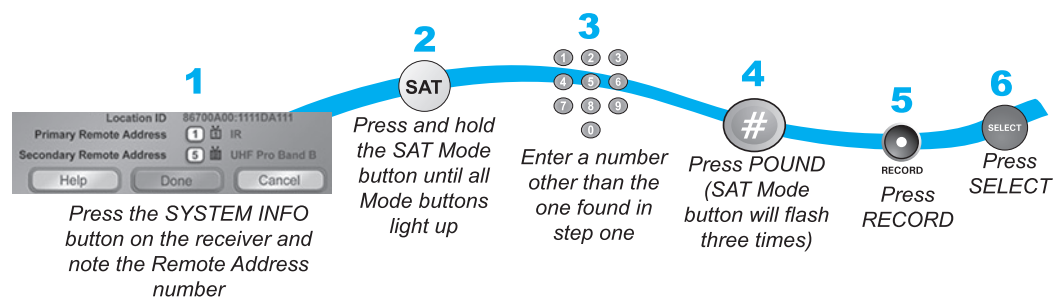 1
Location ID 86700A00:1111DA111
Primary Remote Address 1 IR
Secondary Remote Address 5 UHF Pro Band B
Help Done Cancel
Press the SYSTEM INFO
button on the receiver and
note the Remote Address
number
2
SAT
Press and hold
the SAT Mode
button until all
Mode buttons
light up
3
1 2 3
4 5 6
7 8 9
0
Enter a number
other than the
one found in
step one
4
#
Press POUND
(SAT Mode
button will flash
three times)
5
RECORD
Press
RECORD
6
SELECT
Press
SELECT